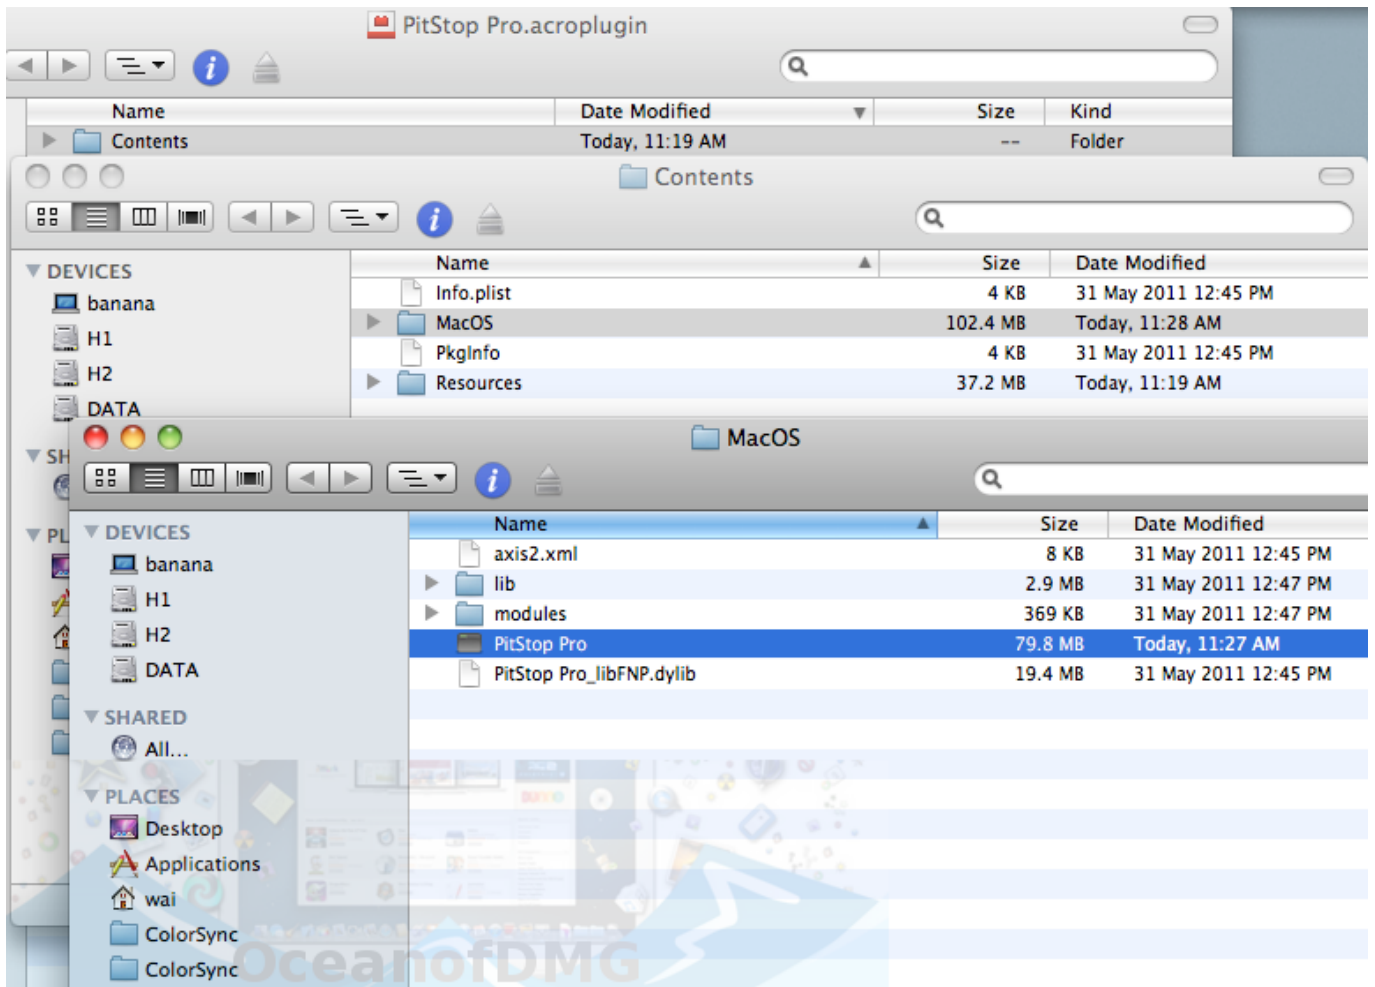 PitStop Pro.acroplugin
Name Date Modified Size Kind
Contents Today, 11:19 AM -- Folder
Contents
DEVICES Name Size Date Modified
banana Info.plist 4 KB 31 May 2011 12:45 PM
H1 MacOS 102.4 MB Today, 11:28 AM
H2 PkgInfo 4 KB 31 May 2011 12:45 PM
DATA Resources 37.2 MB Today, 11:19 AM
SH
PL
MacOS
DEVICES Name Size Date Modified
banana axis2.xml 8 KB 31 May 2011 12:45 PM
H1 lib 2.9 MB 31 May 2011 12:47 PM
H2 modules 369 KB 31 May 2011 12:47 PM
DATA PitStop Pro 79.8 MB Today, 11:27 AM
PitStop Pro_libFNP.dylib 19.4 MB 31 May 2011 12:45 PM
SHARED
All...
PLACES
Desktop
Applications
wai
ColorSync
ColorSync
OceanofDMG